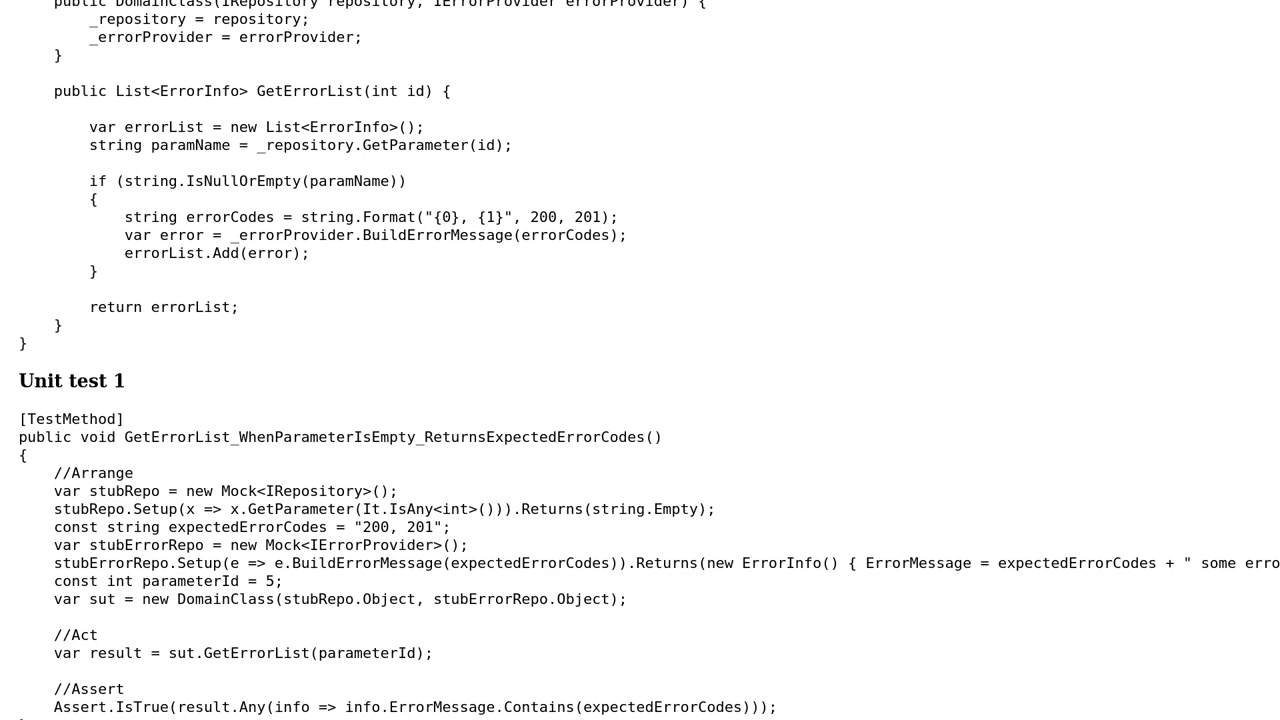 public DomainClass(IRepository repository, IErrorProvider errorProvider) {
        _repository = repository;
        _errorProvider = errorProvider;
    }

    public List<ErrorInfo> GetErrorList(int id) {

        var errorList = new List<ErrorInfo>();
        string paramName = _repository.GetParameter(id);

        if (string.IsNullOrEmpty(paramName))
        {
            string errorCodes = string.Format("{0}, {1}", 200, 201);
            var error = _errorProvider.BuildErrorMessage(errorCodes);
            errorList.Add(error);
        }

        return errorList;
    }
}
Unit test 1
[TestMethod]
public void GetErrorList_WhenParameterIsEmpty_ReturnsExpectedErrorCodes()
{
    //Arrange
    var stubRepo = new Mock<IRepository>();
    stubRepo.Setup(x => x.GetParameter(It.IsAny<int>())).Returns(string.Empty);
    const string expectedErrorCodes = "200, 201";
    var stubErrorRepo = new Mock<IErrorProvider>();
    stubErrorRepo.Setup(e => e.BuildErrorMessage(expectedErrorCodes)).Returns(new ErrorInfo() { ErrorMessage = expectedErrorCodes + " some erro
    const int parameterId = 5;
    var sut = new DomainClass(stubRepo.Object, stubErrorRepo.Object);

    //Act
    var result = sut.GetErrorList(parameterId);

    //Assert
    Assert.IsTrue(result.Any(info => info.ErrorMessage.Contains(expectedErrorCodes)));